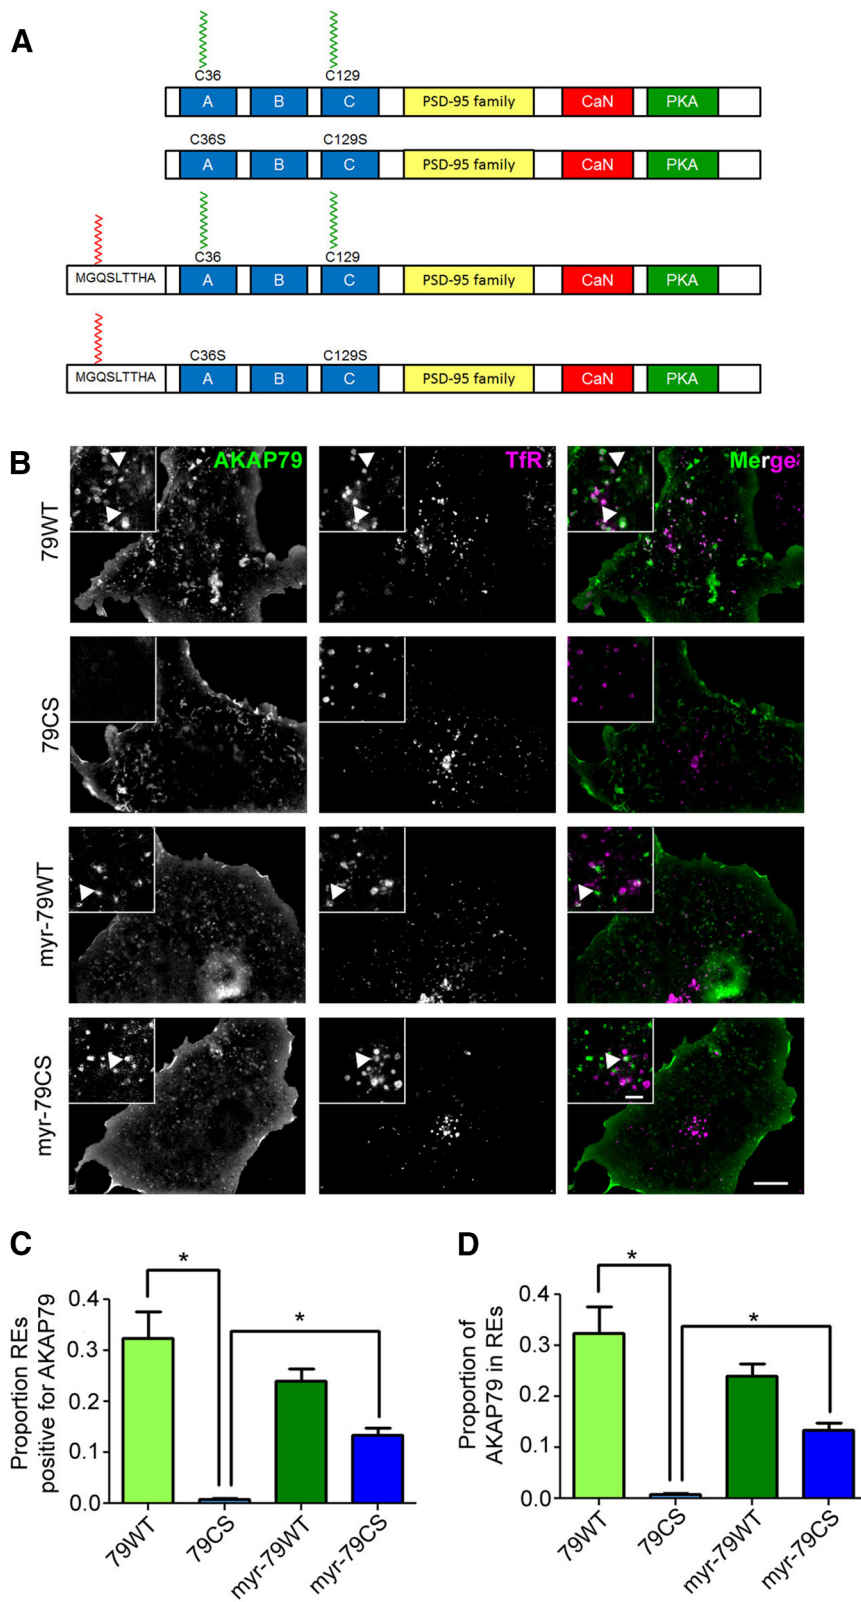 A
C36 C129
A B C PSD-95 family CaN PKA
C36S C129S
A B C PSD-95 family CaN PKA
C36 C129
MGQSLTTHA A B C PSD-95 family CaN PKA
C36S C129S
MGQSLTTHA A B C PSD-95 family CaN PKA
B
AKAP79 TfR Merge
79WT
79CS
myr-79WT
myr-79CS
C
Proportion REs
positive for AKAP79
0.4
0.3
0.2
0.1
0.0
*
*
79WT
79CS
myr-79WT
myr-79CS
D
Proportion of
AKAP79 in REs
0.4
0.3
0.2
0.1
0.0
*
*
79WT
79CS
myr-79WT
myr-79CS